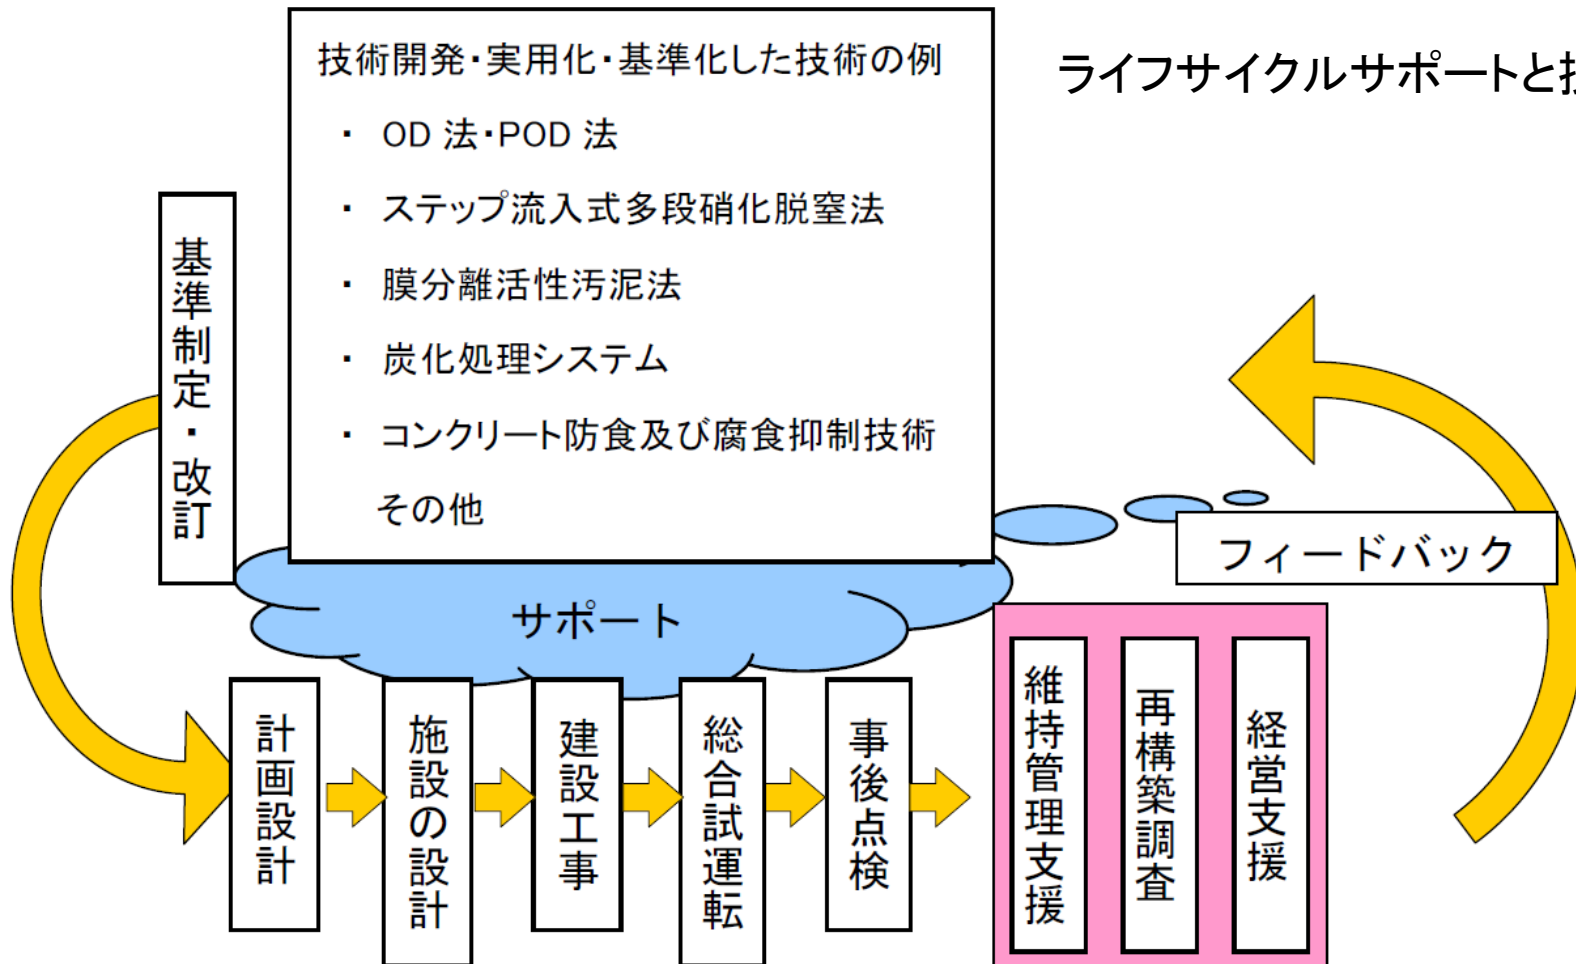 ライフサイクルサポートと技
技術開発・実用化・基準化した技術の例
・ OD 法・POD 法
・ ステップ流入式多段硝化脱窒法
・ 膜分離活性汚泥法
・ 炭化処理システム
・ コンクリート防食及び腐食抑制技術
その他
基準制定・改訂
フィードバック
サポート
計画設計
施設の設計
建設工事
総合試運転
事後点検
維持管理支援
再構築調査
経営支援